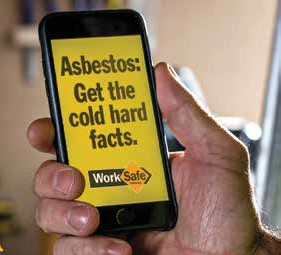 Asbestos:
Get the
cold hard
facts.
WorkSafe